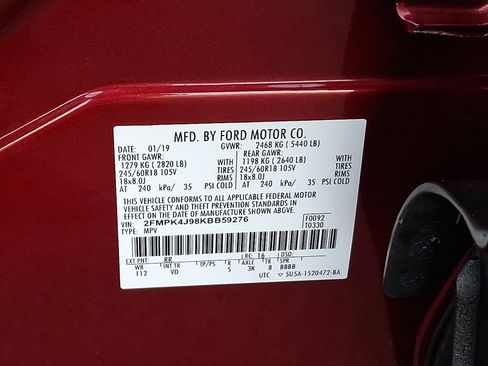 MFD. BY FORD MOTOR CO.
DATE: 01/19 GVWR: 2468 KG (5440 LB)
FRONT GAWR: REAR GAWR:
1279 KG (2820 LB) WITH 1198 KG (2640 LB) WITH
245/60R18 105V TIRES 245/60R18 105V TIRES
18x8.0J RIMS 18x8.0J RIMS
AT 240 kPa/ 35 PSI COLD AT 240 kPa/ 35 PSI COLD
THIS VEHICLE CONFORMS TO ALL APPLICABLE FEDERAL MOTOR
VEHICLE SAFETY AND THEFT PREVENTION STANDARDS
IN EFFECT ON THE DATE OF MANUFACTURE SHOWN ABOVE.
VIN: 2FMPK4J98KBB59276 F0092
TYPE: MPV T0330
EXT PNT: RR RC: 16 DSO:
WB INT TR TP/PS R AXLE TR SPR
112 VD S 3K 8 BBBB
UTC 5U5A-1520472-BA